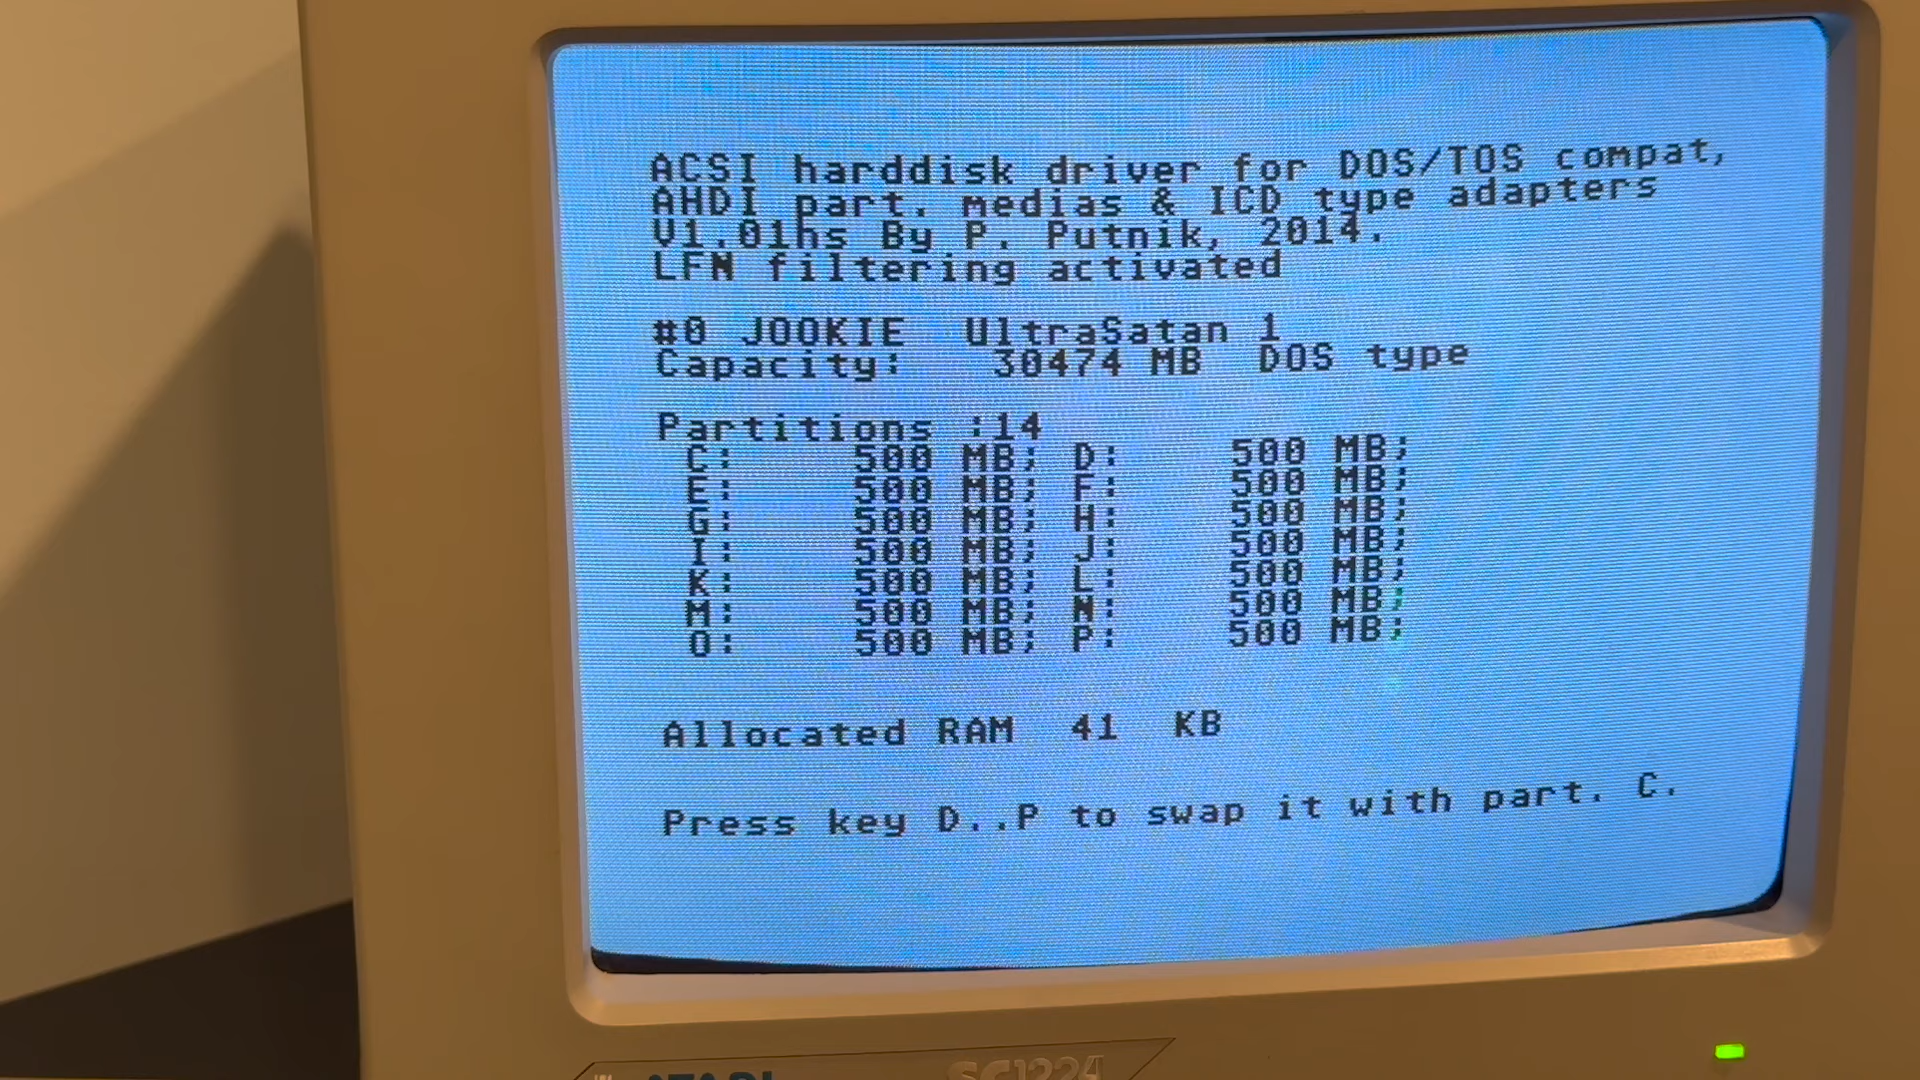 ACSI harddisk driver for DOS/TOS compat,
AHDI part. medias & ICD type adapters
V1.01hs By P. Putnik, 2014.
LFN filtering activated
#0 JOOKIE UltraSatan 1
Capacity: 30474 MB DOS type
Partitions :14
C: 500 MB; D: 500 MB;
E: 500 MB; F: 500 MB;
G: 500 MB; H: 500 MB;
I: 500 MB; J: 500 MB;
K: 500 MB; L: 500 MB;
M: 500 MB; N: 500 MB;
O: 500 MB; P: 500 MB;
Allocated RAM 41 KB
Press key D..P to swap it with part. C.
ATARI SC1224